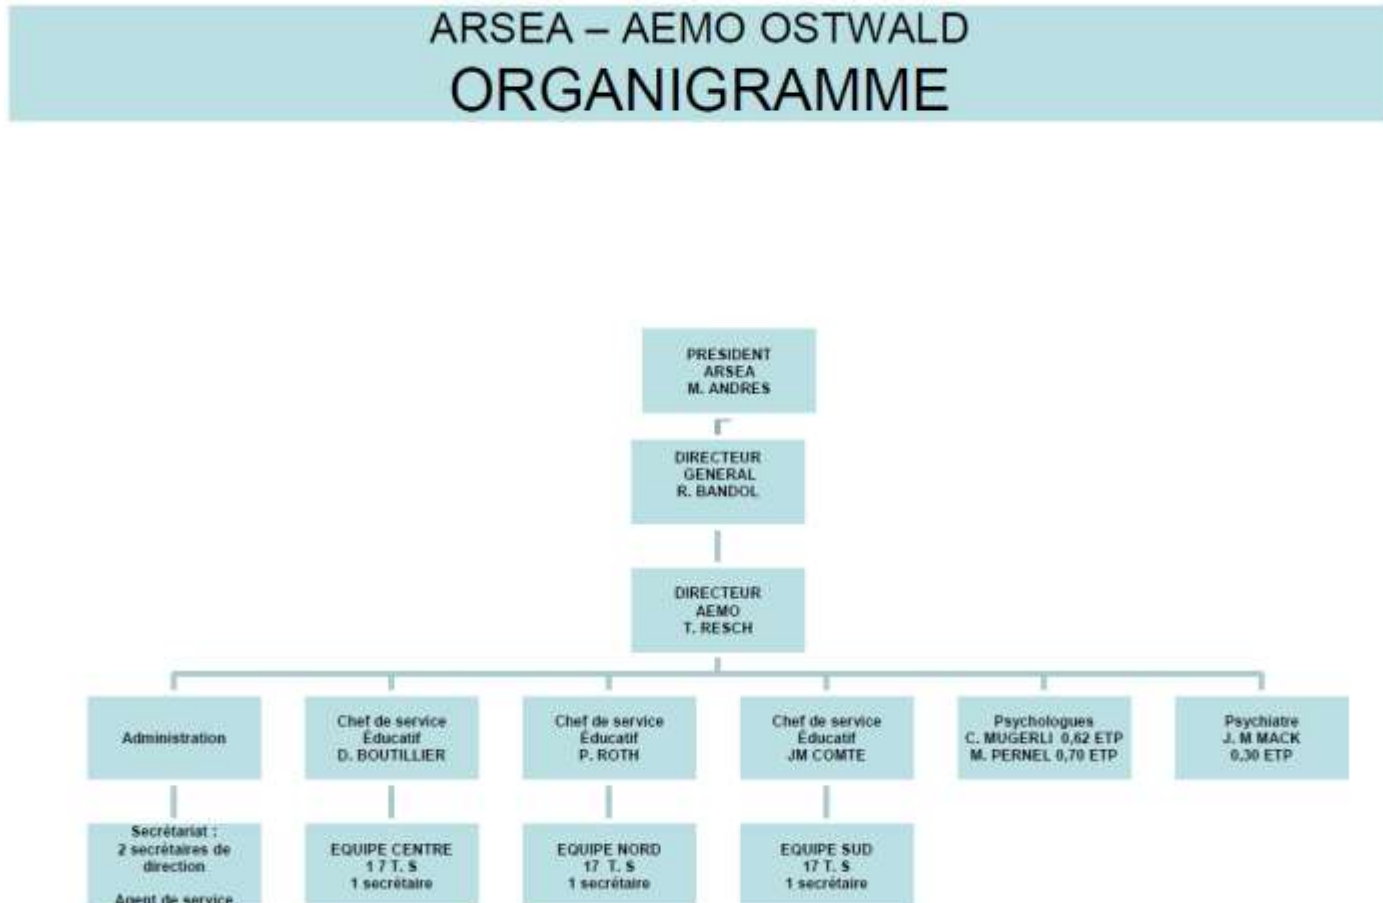 ARSEA – AEMO OSTWALD
ORGANIGRAMME
PRESIDENT
ARSEA
M. ANDRES
DIRECTEUR
GENERAL
R. BANDOL
DIRECTEUR
AEMO
T. RESCH
Administration
Chef de service
Éducatif
D. BOUTILLIER
Chef de service
Éducatif
P. ROTH
Chef de service
Éducatif
JM COMTE
Psychologues
C. MUGERLI 0,62 ETP
M. PERNEL 0,70 ETP
Psychiatre
J. M MACK
0,30 ETP
Secrétariat :
2 secrétaires de
direction
Agent de service
EQUIPE CENTRE
1 7 T. S
1 secrétaire
EQUIPE NORD
17 T. S
1 secrétaire
EQUIPE SUD
17 T. S
1 secrétaire